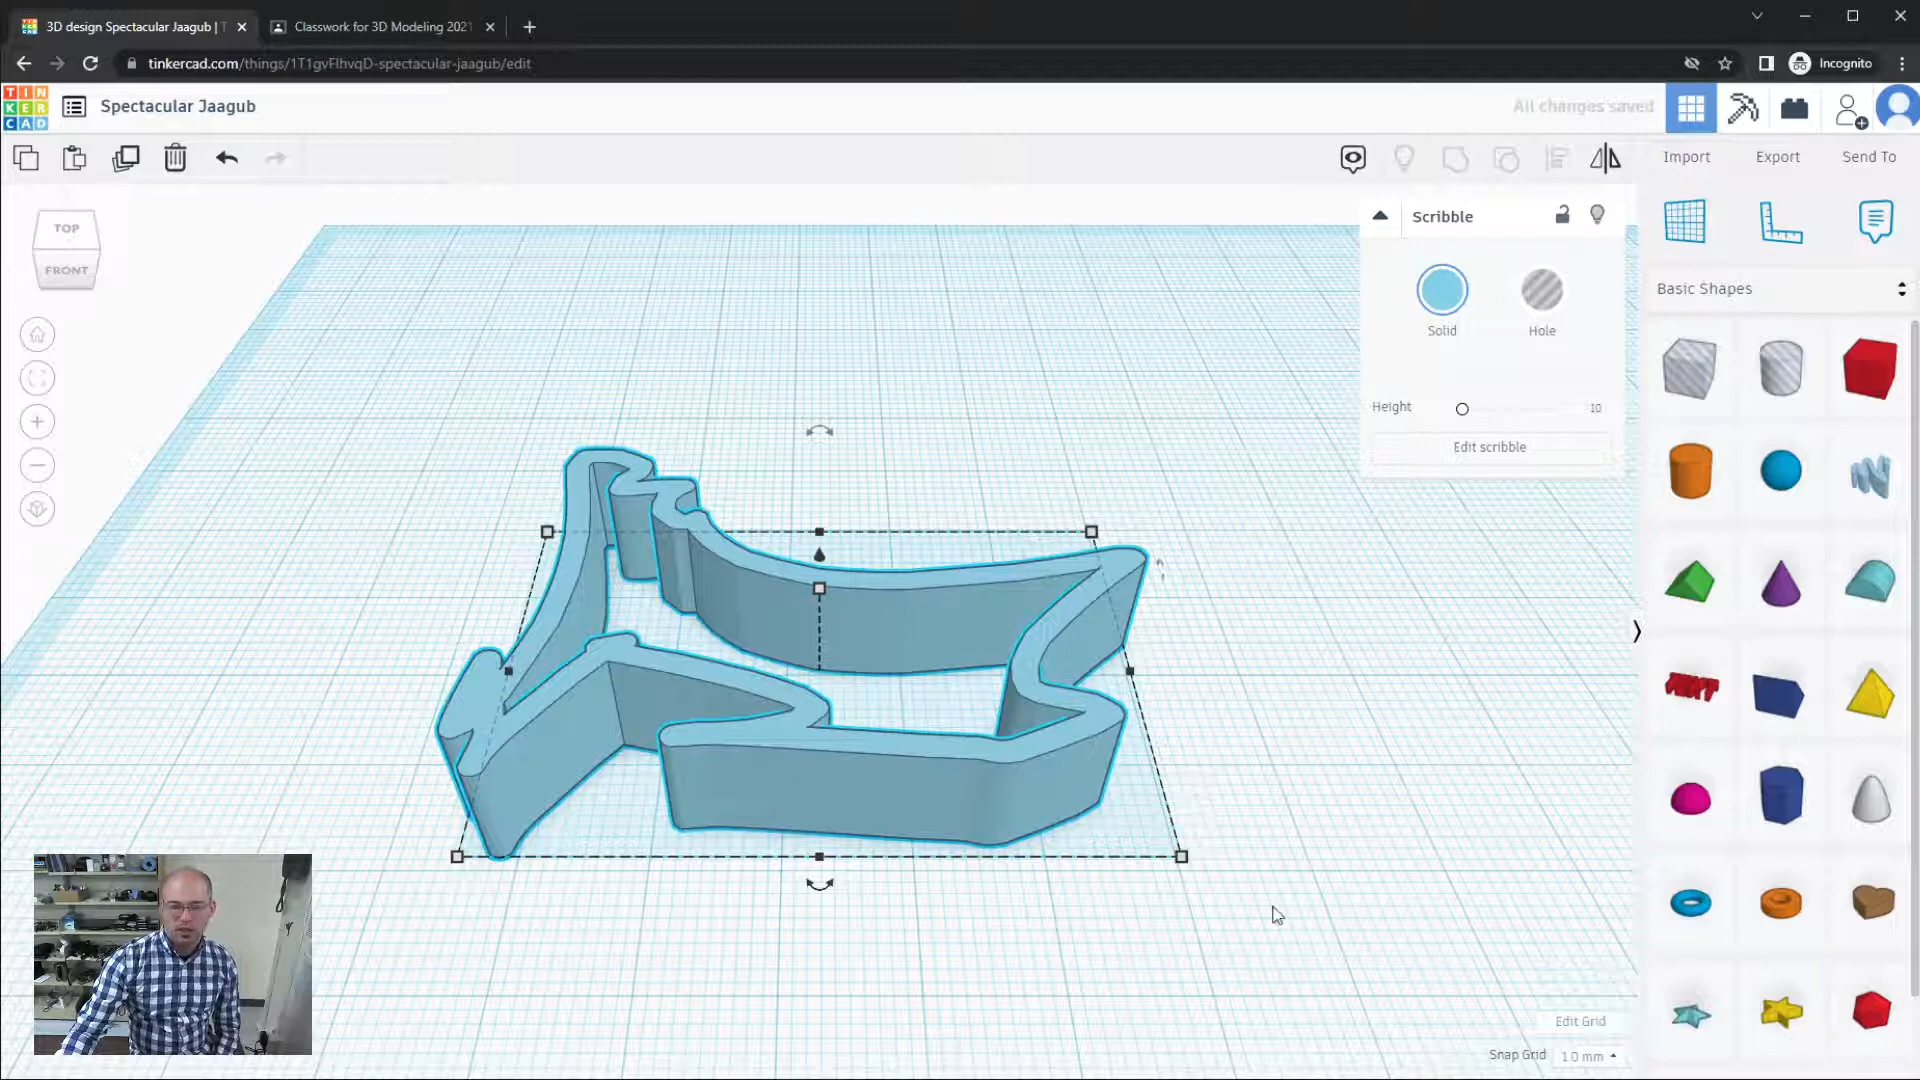 3D design Spectacular Jaagub | T
Classwork for 3D Modeling 2021
tinkercad.com/things/1T1gvFlhvqD-spectacular-jaagub/edit
Incognito
TIN
KER
CAD
Spectacular Jaagub
All changes saved
Import
Export
Send To
TOP
FRONT
Scribble
Solid
Hole
Height
10
Edit scribble
Basic Shapes
TEXT
Edit Grid
Snap Grid
1.0 mm